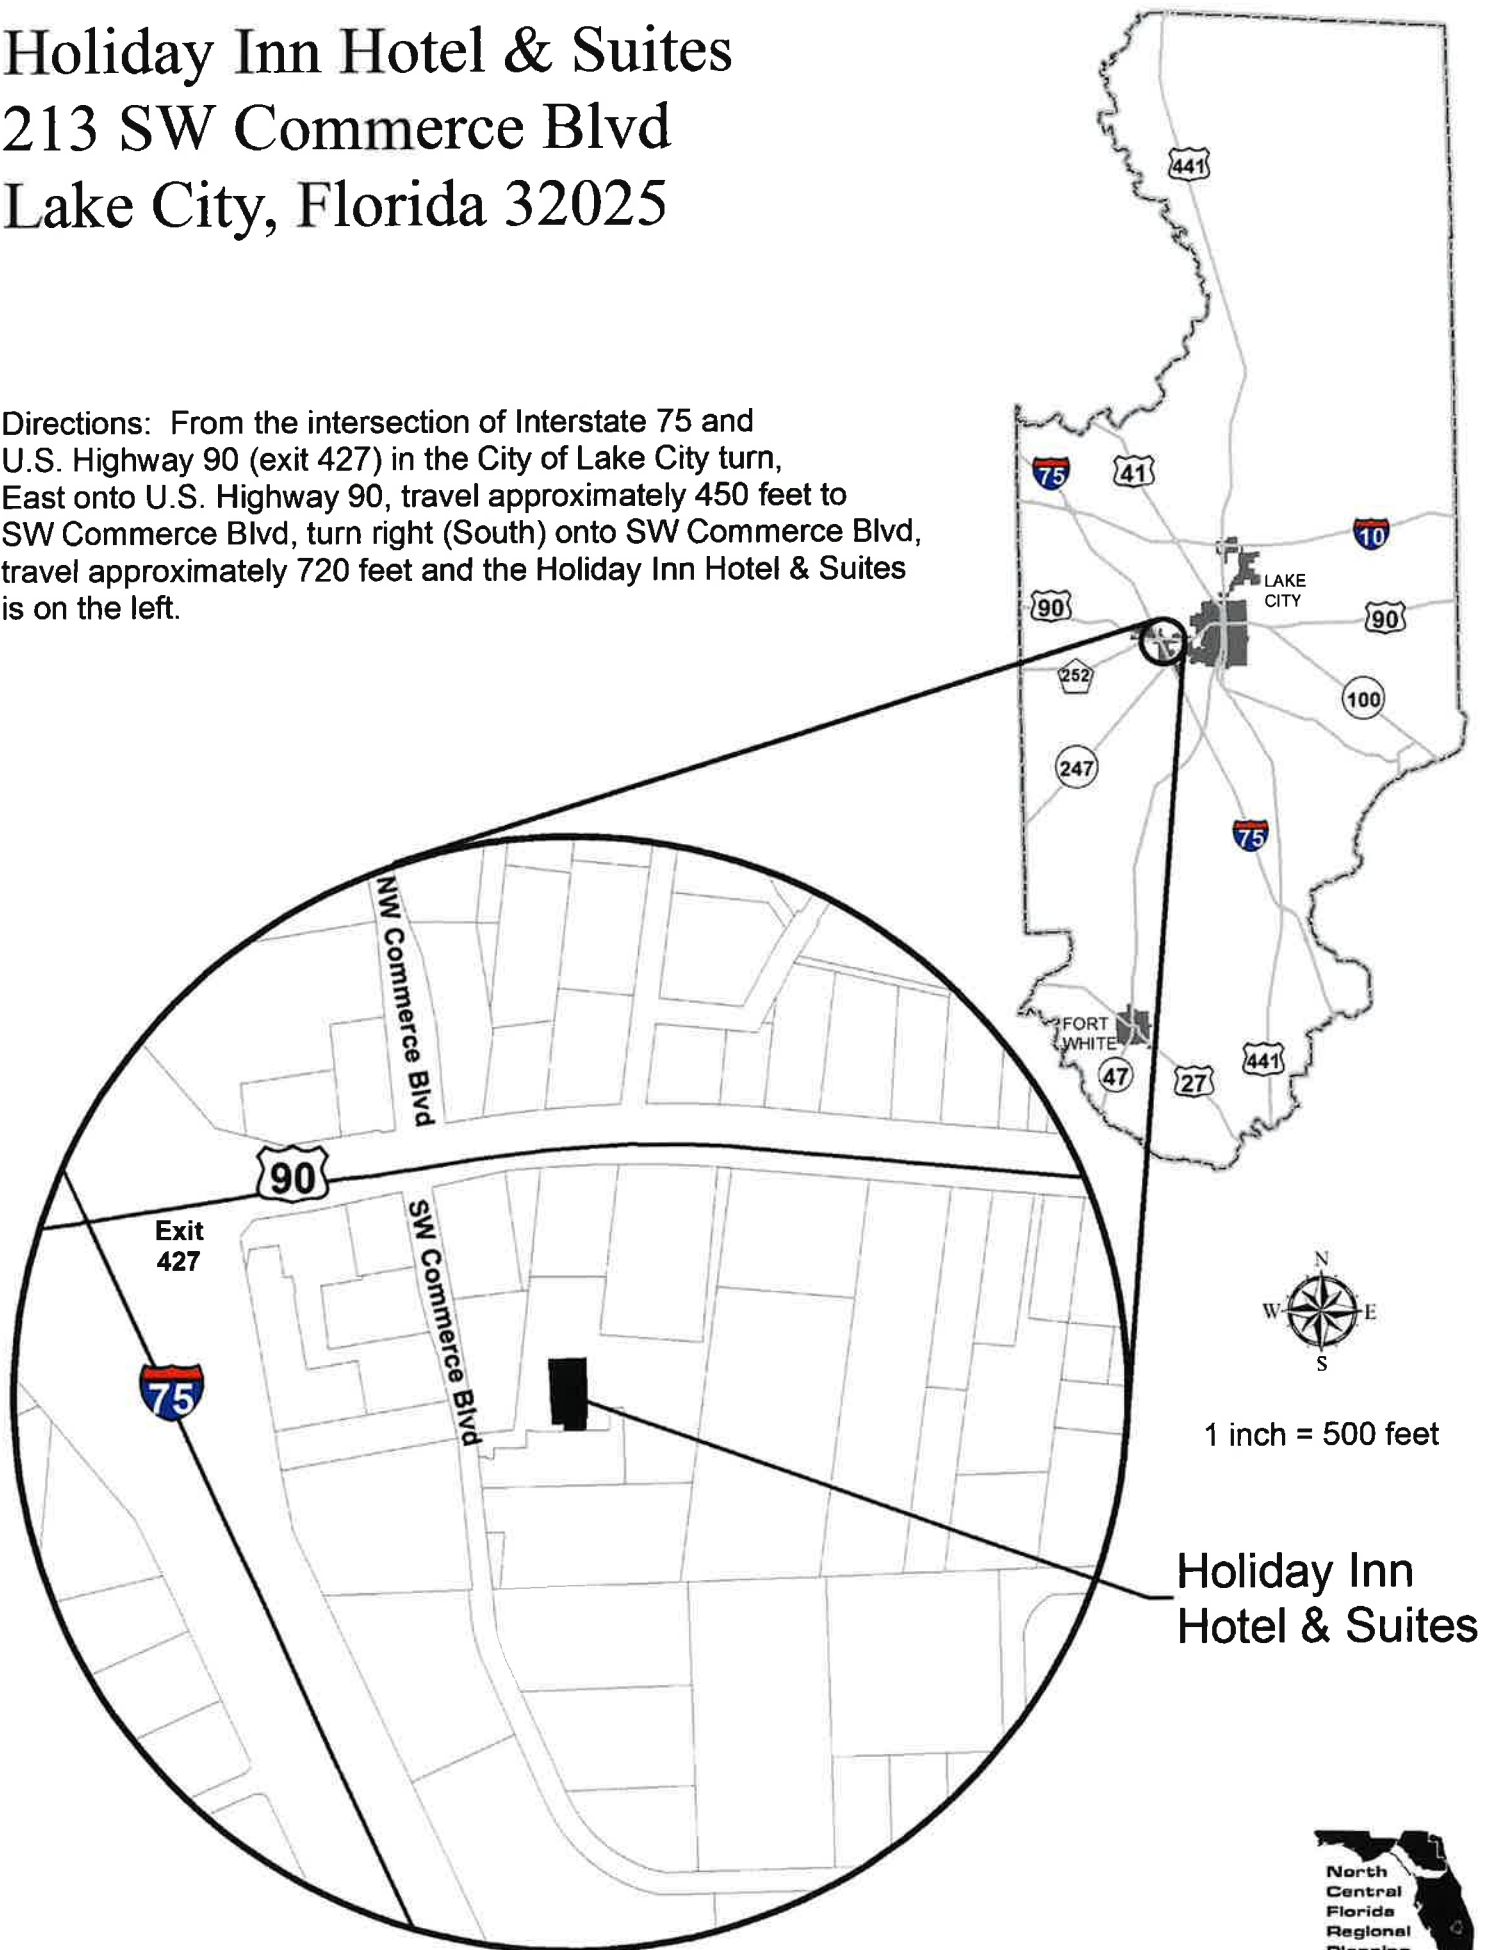 Holiday Inn Hotel & Suites
213 SW Commerce Blvd
Lake City, Florida 32025
Directions: From the intersection of Interstate 75 and
U.S. Highway 90 (exit 427) in the City of Lake City turn,
East onto U.S. Highway 90, travel approximately 450 feet to
SW Commerce Blvd, turn right (South) onto SW Commerce Blvd,
travel approximately 720 feet and the Holiday Inn Hotel & Suites
is on the left.
441
75
41
10
LAKE
CITY
90
90
252
100
247
75
FORT
WHITE
47
27
441
NW Commerce Blvd
90
Exit
427
SW Commerce Blvd
75
N
W
E
S
1 inch = 500 feet
Holiday Inn
Hotel & Suites
North
Central
Florida
Regional